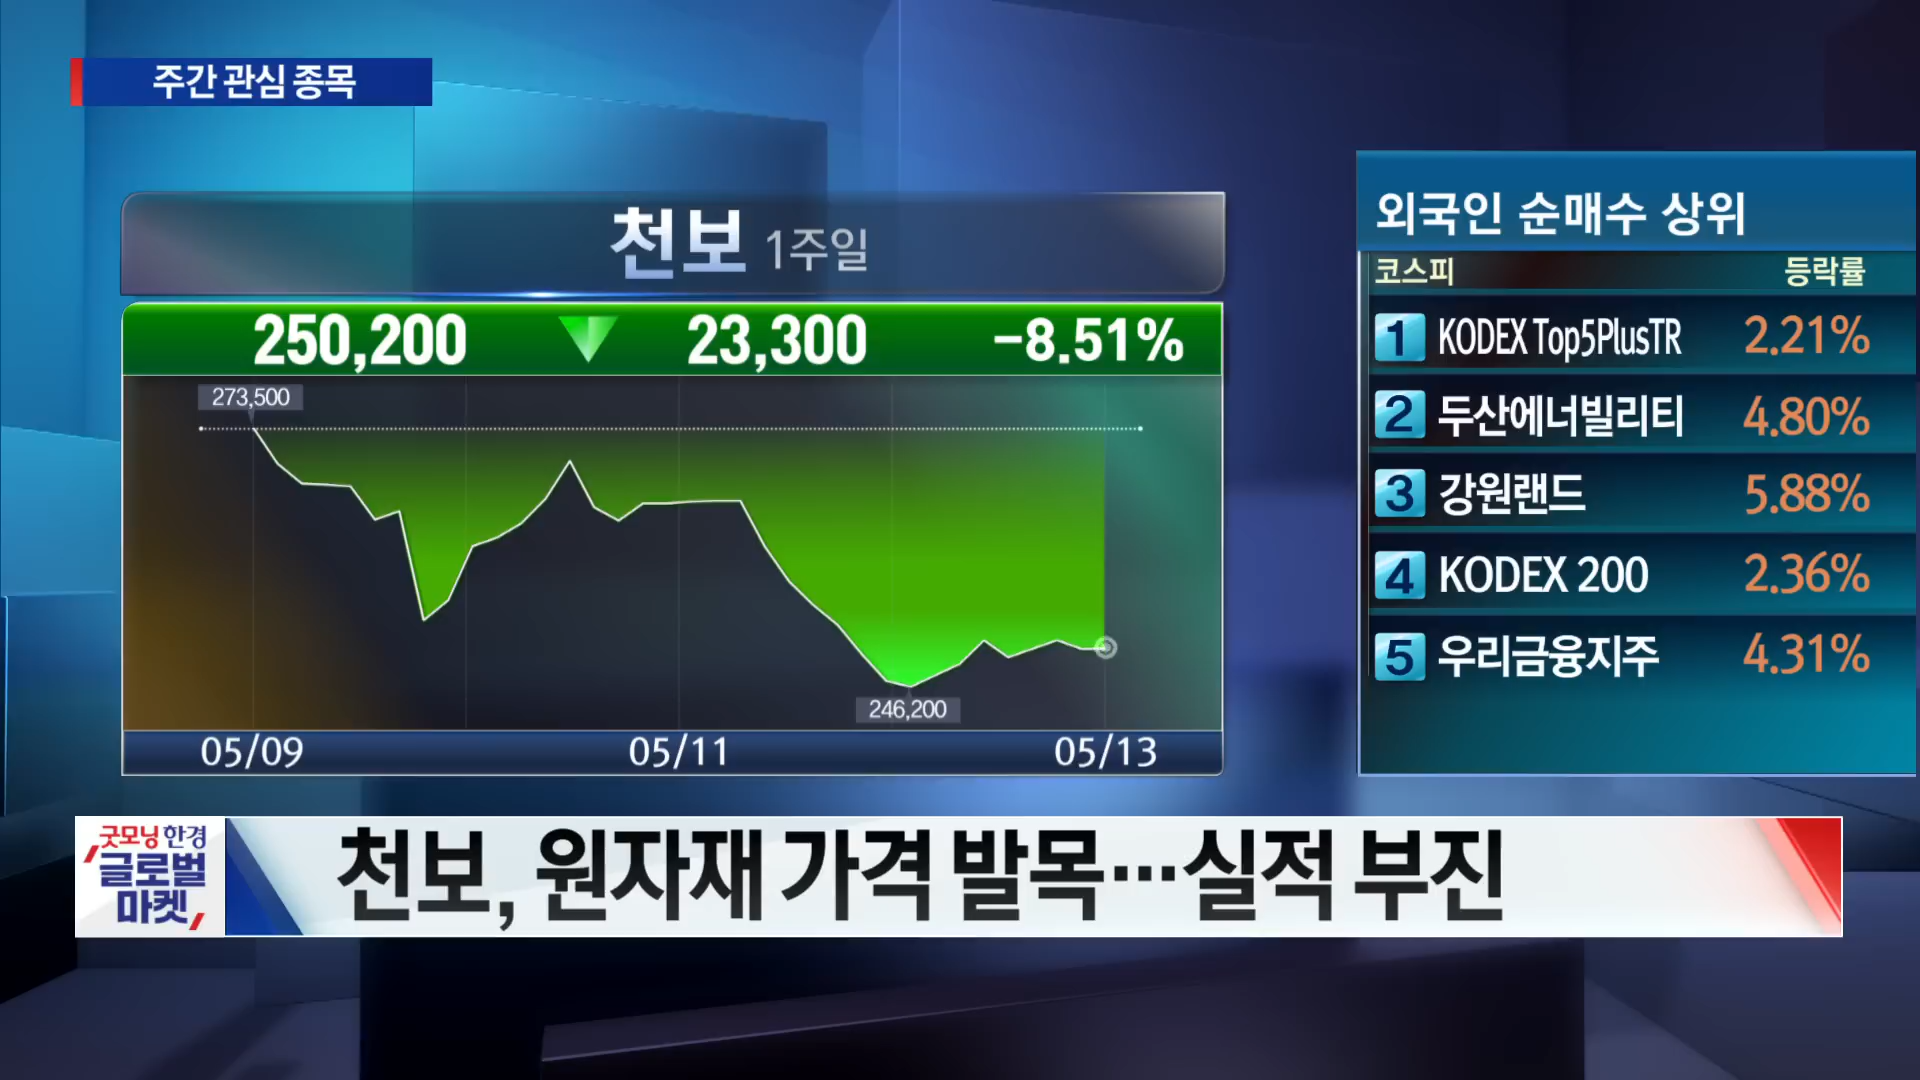 주간 관심 종목
천보 1주일
250,200 ▼ 23,300 -8.51%
273,500
246,200
05/09 05/11 05/13
외국인 순매수 상위
코스피 등락률
1 KODEX Top5PlusTR 2.21%
2 두산에너빌리티 4.80%
3 강원랜드 5.88%
4 KODEX 200 2.36%
5 우리금융지주 4.31%
굿모닝 한경
글로벌
마켓
천보, 원자재 가격 발목…실적 부진